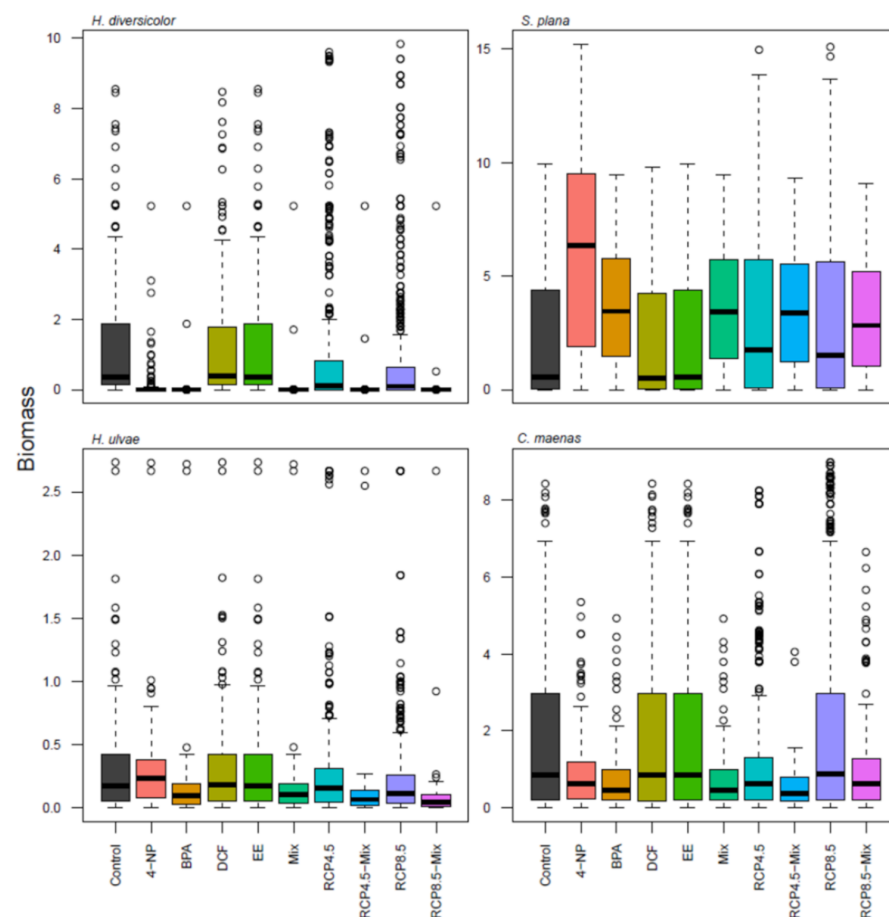 H. diversicolor
S. plana
10
8
6
4
2
0
15
10
5
0
Biomass
H. ulvae
C. maenas
2.5
2.0
1.5
1.0
0.5
0.0
8
6
4
2
0
Control
4-NP
BPA
DCF
EE
Mix
RCP4.5
RCP4.5-Mix
RCP8.5
RCP8.5-Mix
Control
4-NP
BPA
DCF
EE
Mix
RCP4.5
RCP4.5-Mix
RCP8.5
RCP8.5-Mix